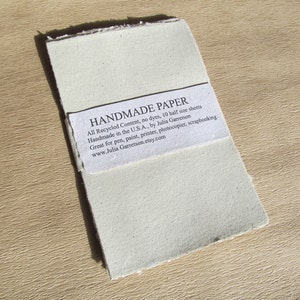 HANDMADE PAPER
All Recycled Content, no dyes, 10 half size sheets
Handmade in the U.S.A., by Julia Garretson
Great for pen, paint, printer, photocopier, scrapbooking
www.JuliaGarretson.etsy.com